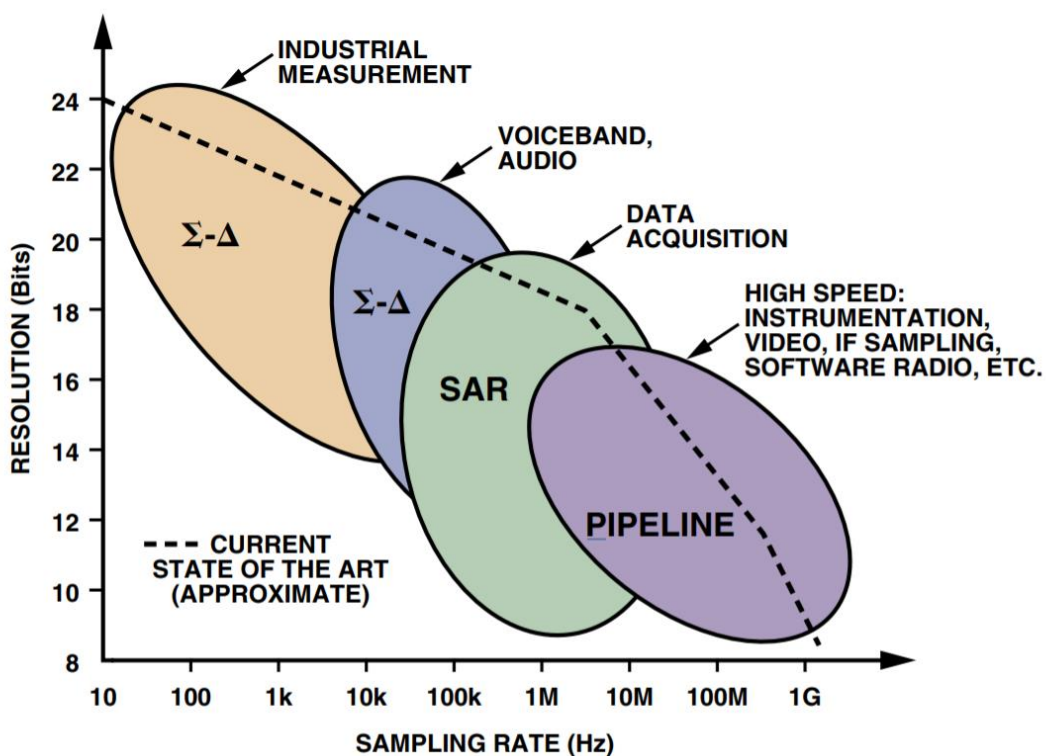 INDUSTRIAL
MEASUREMENT
VOICEBAND,
AUDIO
DATA
ACQUISITION
HIGH SPEED:
INSTRUMENTATION,
VIDEO, IF SAMPLING,
SOFTWARE RADIO, ETC.
RESOLUTION (Bits)
24
22
20
18
16
14
12
10
8
Σ-Δ
Σ-Δ
SAR
PIPELINE
CURRENT
STATE OF THE ART
(APPROXIMATE)
10
100
1k
10k
100k
1M
10M
100M
1G
SAMPLING RATE (Hz)